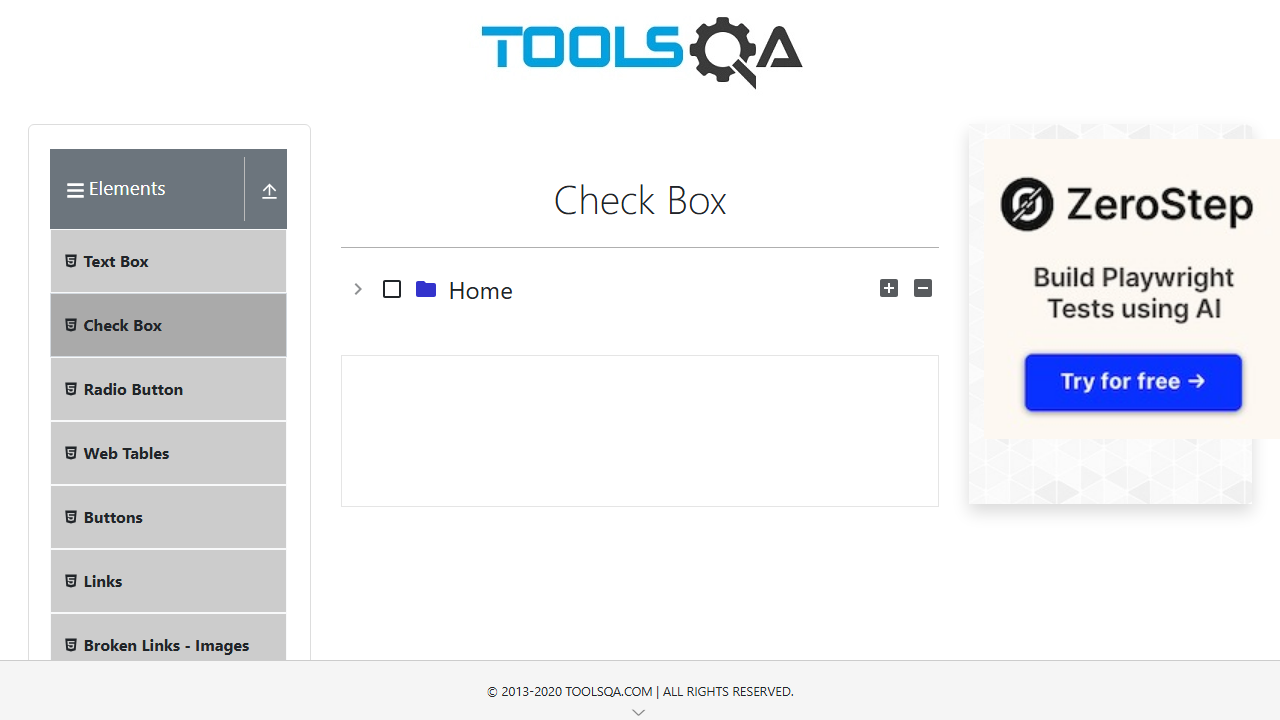 TOOLSQA
Elements
Text Box
Check Box
Radio Button
Web Tables
Buttons
Links
Broken Links - Images
Check Box
Home
ZeroStep
Build Playwright
Tests using AI
Try for free →
© 2013-2020 TOOLSQA.COM | ALL RIGHTS RESERVED.